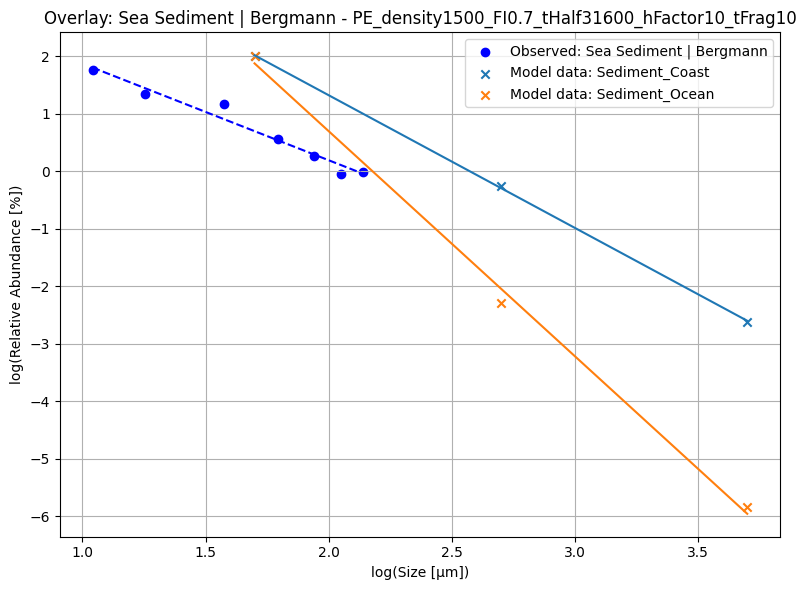 Overlay: Sea Sediment | Bergmann - PE_density1500_FI0.7_tHalf31600_hFactor10_tFrag10
Observed: Sea Sediment | Bergmann
Model data: Sediment_Coast
Model data: Sediment_Ocean
log(Relative Abundance [%])
2
1
0
−1
−2
−3
−4
−5
−6
1.0
1.5
2.0
2.5
3.0
3.5
log(Size [µm])